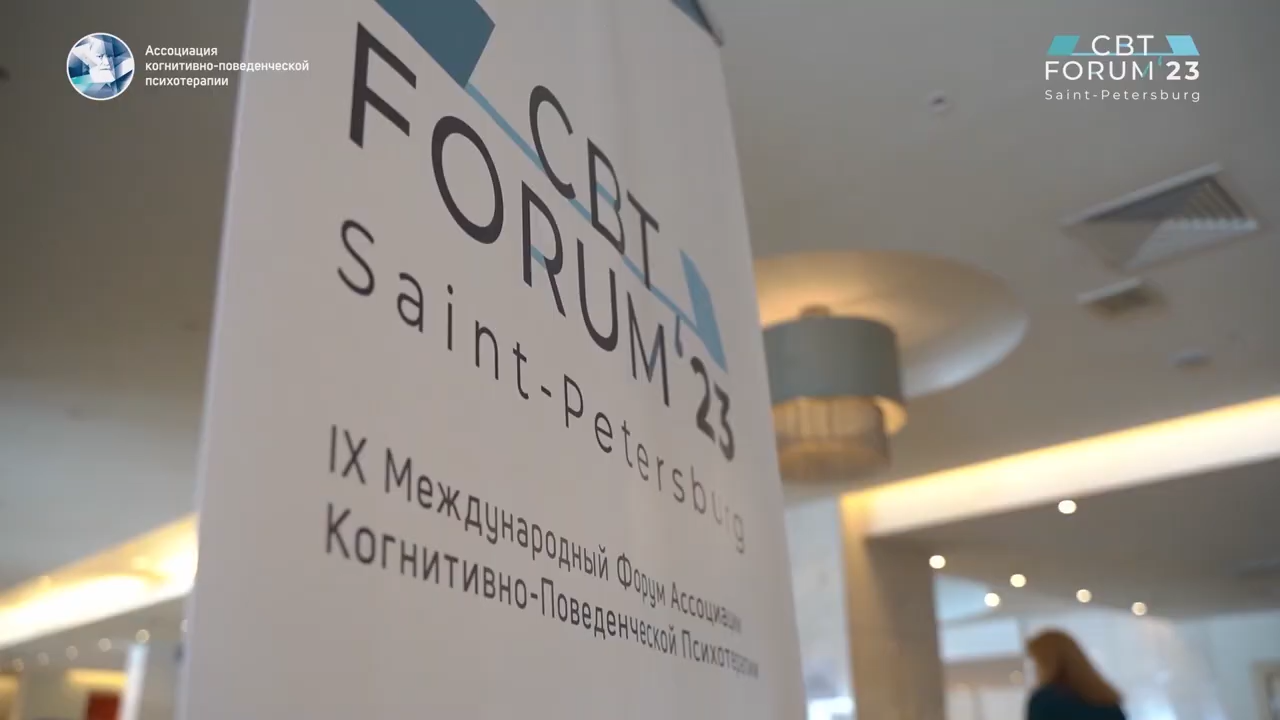 Ассоциация
когнитивно-поведенческой
психотерапии
CBT
FORUM'23
Saint-Petersburg
CBT
FORUM'23
Saint-Petersburg
IX Международный Форум Ассоциации
Когнитивно-Поведенческой Психотерапии